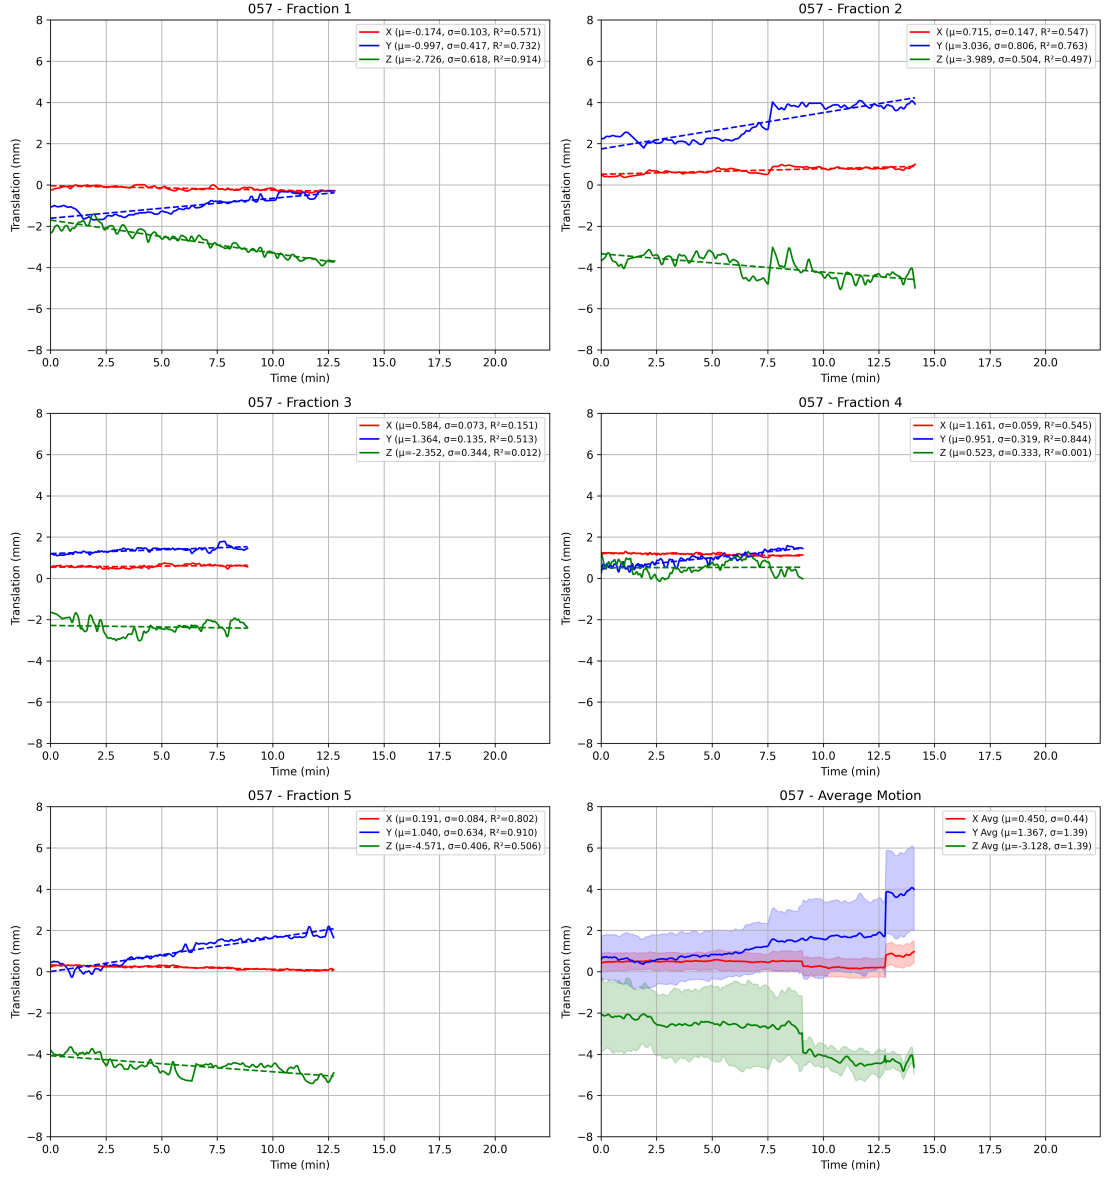 057 - Fraction 1
X (μ=-0.174, σ=0.103, R²=0.571)
Y (μ=-0.997, σ=0.417, R²=0.732)
Z (μ=-2.726, σ=0.618, R²=0.914)
Translation (mm)
8
6
4
2
0
−2
−4
−6
−8
0.0 2.5 5.0 7.5 10.0 12.5 15.0 17.5 20.0
Time (min)
057 - Fraction 2
X (μ=0.715, σ=0.147, R²=0.547)
Y (μ=3.036, σ=0.806, R²=0.763)
Z (μ=-3.989, σ=0.504, R²=0.497)
Translation (mm)
8
6
4
2
0
−2
−4
−6
−8
0.0 2.5 5.0 7.5 10.0 12.5 15.0 17.5 20.0
Time (min)
057 - Fraction 3
X (μ=0.584, σ=0.073, R²=0.151)
Y (μ=1.364, σ=0.135, R²=0.513)
Z (μ=-2.352, σ=0.344, R²=0.012)
Translation (mm)
8
6
4
2
0
−2
−4
−6
−8
0.0 2.5 5.0 7.5 10.0 12.5 15.0 17.5 20.0
Time (min)
057 - Fraction 4
X (μ=1.161, σ=0.059, R²=0.545)
Y (μ=0.951, σ=0.319, R²=0.844)
Z (μ=0.523, σ=0.333, R²=0.001)
Translation (mm)
8
6
4
2
0
−2
−4
−6
−8
0.0 2.5 5.0 7.5 10.0 12.5 15.0 17.5 20.0
Time (min)
057 - Fraction 5
X (μ=0.191, σ=0.084, R²=0.802)
Y (μ=1.040, σ=0.634, R²=0.910)
Z (μ=-4.571, σ=0.406, R²=0.506)
Translation (mm)
8
6
4
2
0
−2
−4
−6
−8
0.0 2.5 5.0 7.5 10.0 12.5 15.0 17.5 20.0
Time (min)
057 - Average Motion
X Avg (μ=0.450, σ=0.44)
Y Avg (μ=1.367, σ=1.39)
Z Avg (μ=-3.128, σ=1.39)
Translation (mm)
8
6
4
2
0
−2
−4
−6
−8
0.0 2.5 5.0 7.5 10.0 12.5 15.0 17.5 20.0
Time (min)